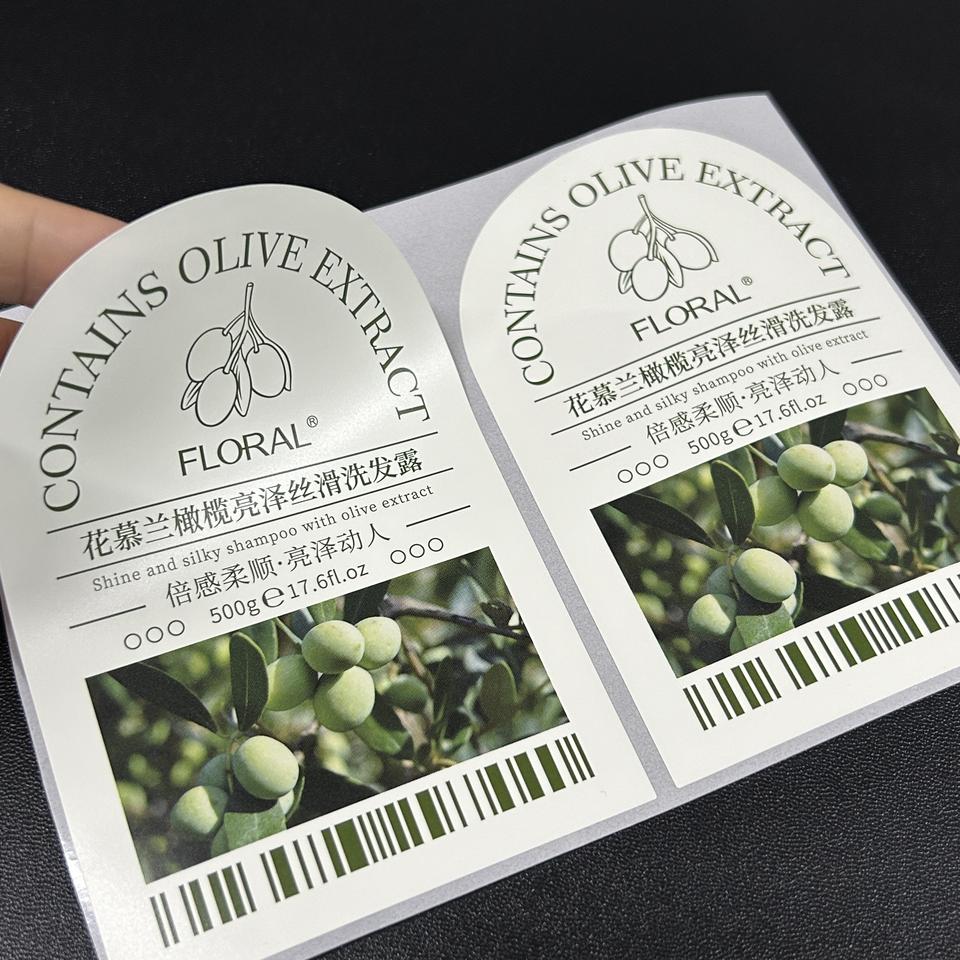 CONTAINS OLIVE EXTRACT
FLORAL®
花慕兰橄榄亮泽丝滑洗发露
Shine and silky shampoo with olive extract
倍感柔顺·亮泽动人
500g℮17.6fl.oz
CONTAINS OLIVE EXTRACT
FLORAL®
花慕兰橄榄亮泽丝滑洗发露
Shine and silky shampoo with olive extract
倍感柔顺·亮泽动人
500g℮17.6fl.oz